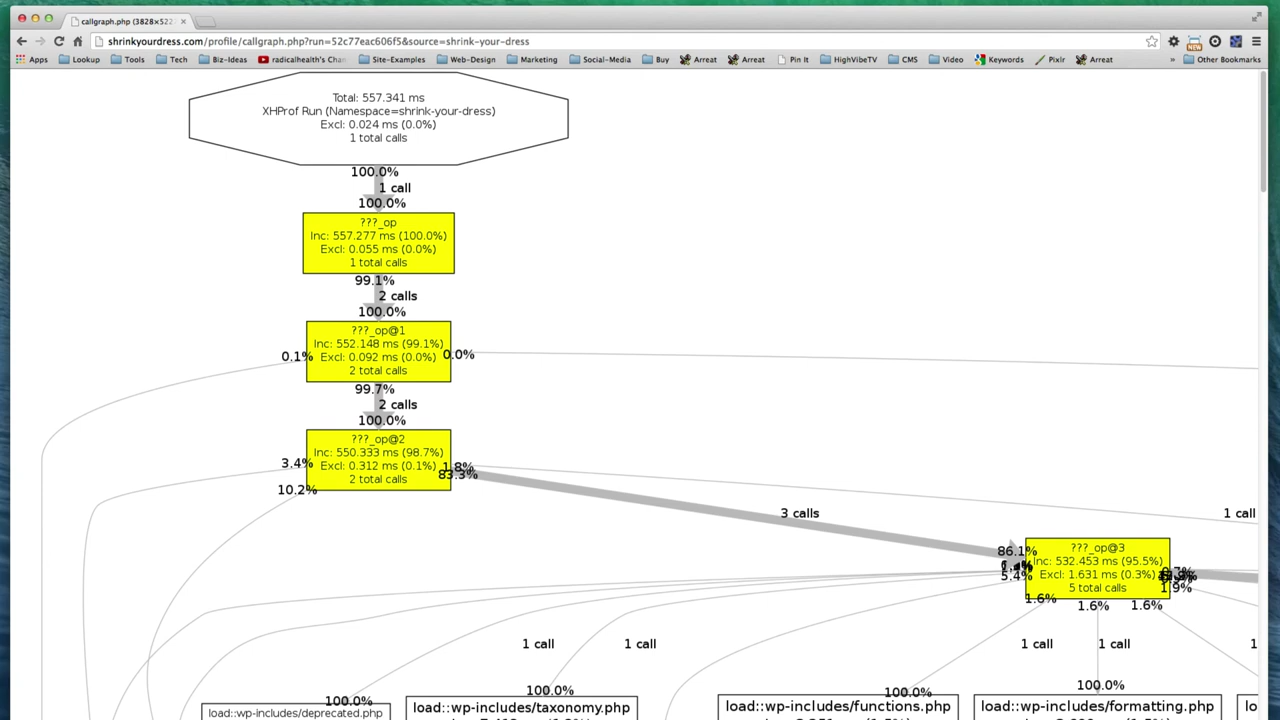 callgraph.php (3828×522
shrinkyourdress.com/profile/callgraph.php?run=52c77eac606f5&source=shrink-your-dress
Apps Lookup Tools Tech Biz-Ideas radicalhealth's Chan Site-Examples Web-Design Marketing Social-Media Buy Arreat Arreat Pin It HighVibeTV CMS Video Keywords Pixlr Arreat » Other Bookmarks
NEW
Total: 557.341 ms
XHProf Run (Namespace=shrink-your-dress)
Excl: 0.024 ms (0.0%)
1 total calls
100.0%
1 call
100.0%
???_op
Inc: 557.277 ms (100.0%)
Excl: 0.055 ms (0.0%)
1 total calls
99.1%
2 calls
100.0%
???_op@1
Inc: 552.148 ms (99.1%)
0.1% Excl: 0.092 ms (0.0%) 0.0%
2 total calls
99.7%
2 calls
100.0%
???_op@2
Inc: 550.333 ms (98.7%)
3.4% Excl: 0.312 ms (0.1%) 1.8%
83.3%
2 total calls
10.2%
3 calls
1 call
86.1%
???_op@3
Inc: 532.453 ms (95.5%)
5.4% Excl: 1.631 ms (0.3%)
5 total calls 1.9%
1.6% 1.6% 1.6%
1 call 1 call 1 call 1 call
100.0% 100.0% 100.0% 100.0%
load::wp-includes/deprecated.php
load::wp-includes/taxonomy.php
load::wp-includes/functions.php
load::wp-includes/formatting.php